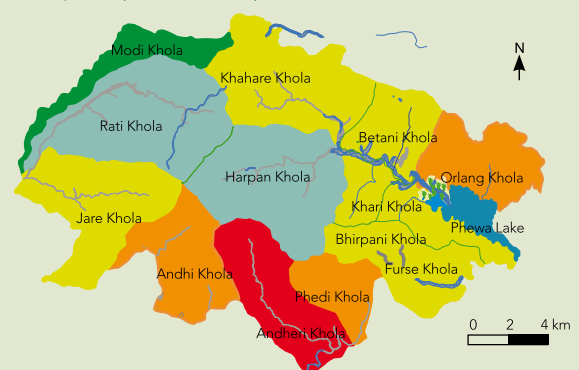 Modi Khola
N
Khahare Khola
Rati Khola
Betani Khola
Harpan Khola
Orlang Khola
Khari Khola
Jare Khola
Phewa Lake
Bhirpani Khola
Andhi Khola
Furse Khola
Phedi Khola
Andheri Khola
0 2 4 km